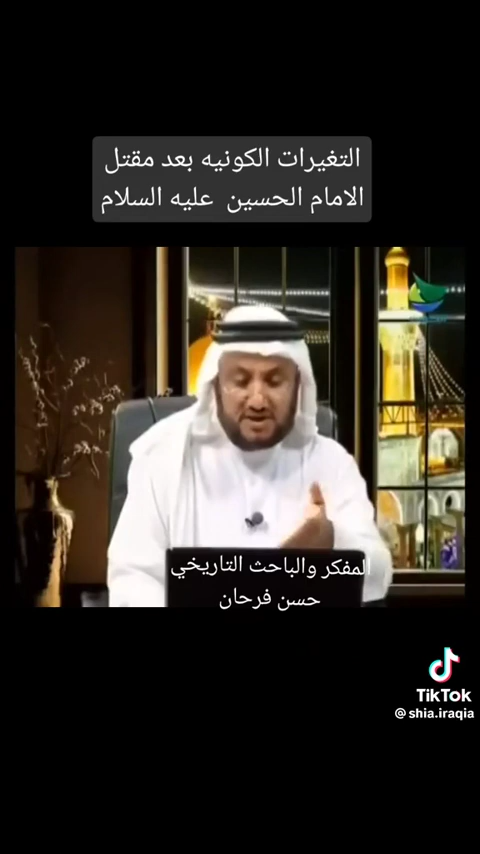 التغيرات الكونيه بعد مقتل
الامام الحسين عليه السلام
المفكر والباحث التاريخي
حسن فرحان
TikTok
@shia.iraqia